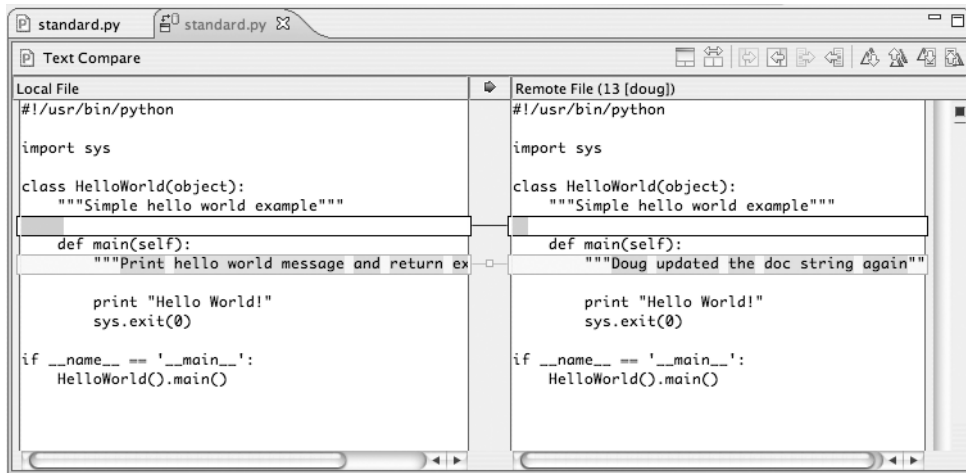 standard.py
standard.py
Text Compare
Local File
Remote File (13 [doug])
#!/usr/bin/python
import sys
class HelloWorld(object):
"""Simple hello world example"""
def main(self):
"""Print hello world message and return ex
print "Hello World!"
sys.exit(0)
if __name__ == '__main__':
HelloWorld().main()
#!/usr/bin/python
import sys
class HelloWorld(object):
"""Simple hello world example"""
def main(self):
"""Doug updated the doc string again""
print "Hello World!"
sys.exit(0)
if __name__ == '__main__':
HelloWorld().main()